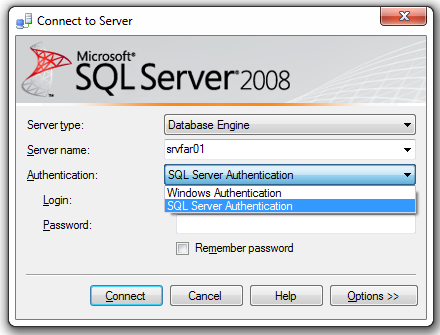 Connect to Server
Microsoft®
SQL Server® 2008
Server type: Database Engine
Server name: srvfar01
Authentication: SQL Server Authentication
Windows Authentication
Login: SQL Server Authentication
Password:
Remember password
Connect Cancel Help Options >>